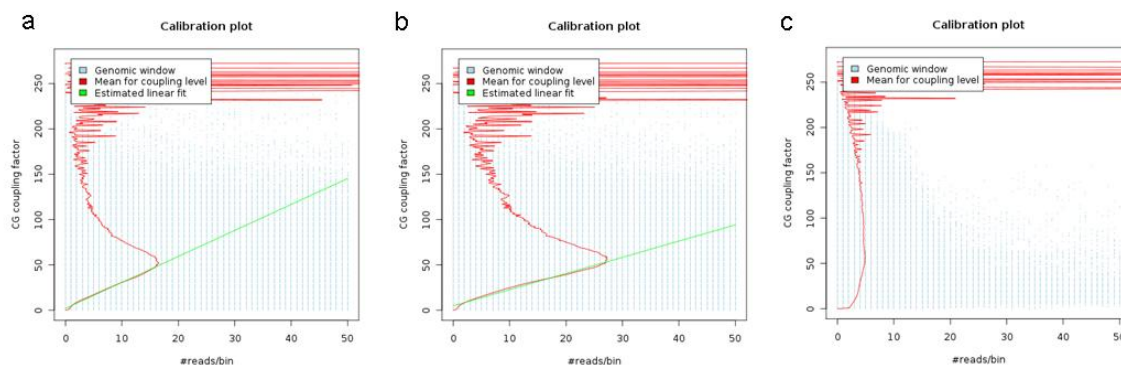 a
Calibration plot
Genomic window
Mean for coupling level
Estimated linear fit
CG coupling factor
0 50 100 150 200 250
0 10 20 30 40 50
#reads/bin
b
Calibration plot
Genomic window
Mean for coupling level
Estimated linear fit
CG coupling factor
0 50 100 150 200 250
0 10 20 30 40 50
#reads/bin
c
Calibration plot
Genomic window
Mean for coupling level
CG coupling factor
0 50 100 150 200 250
0 10 20 30 40 50
#reads/bin